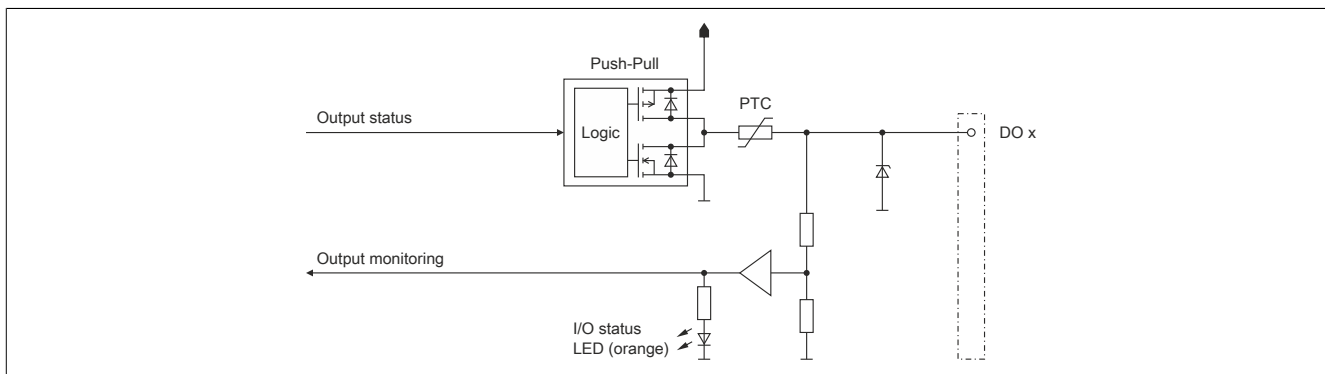 Push-Pull
Output status
Logic
PTC
DO x
Output monitoring
I/O status
LED (orange)